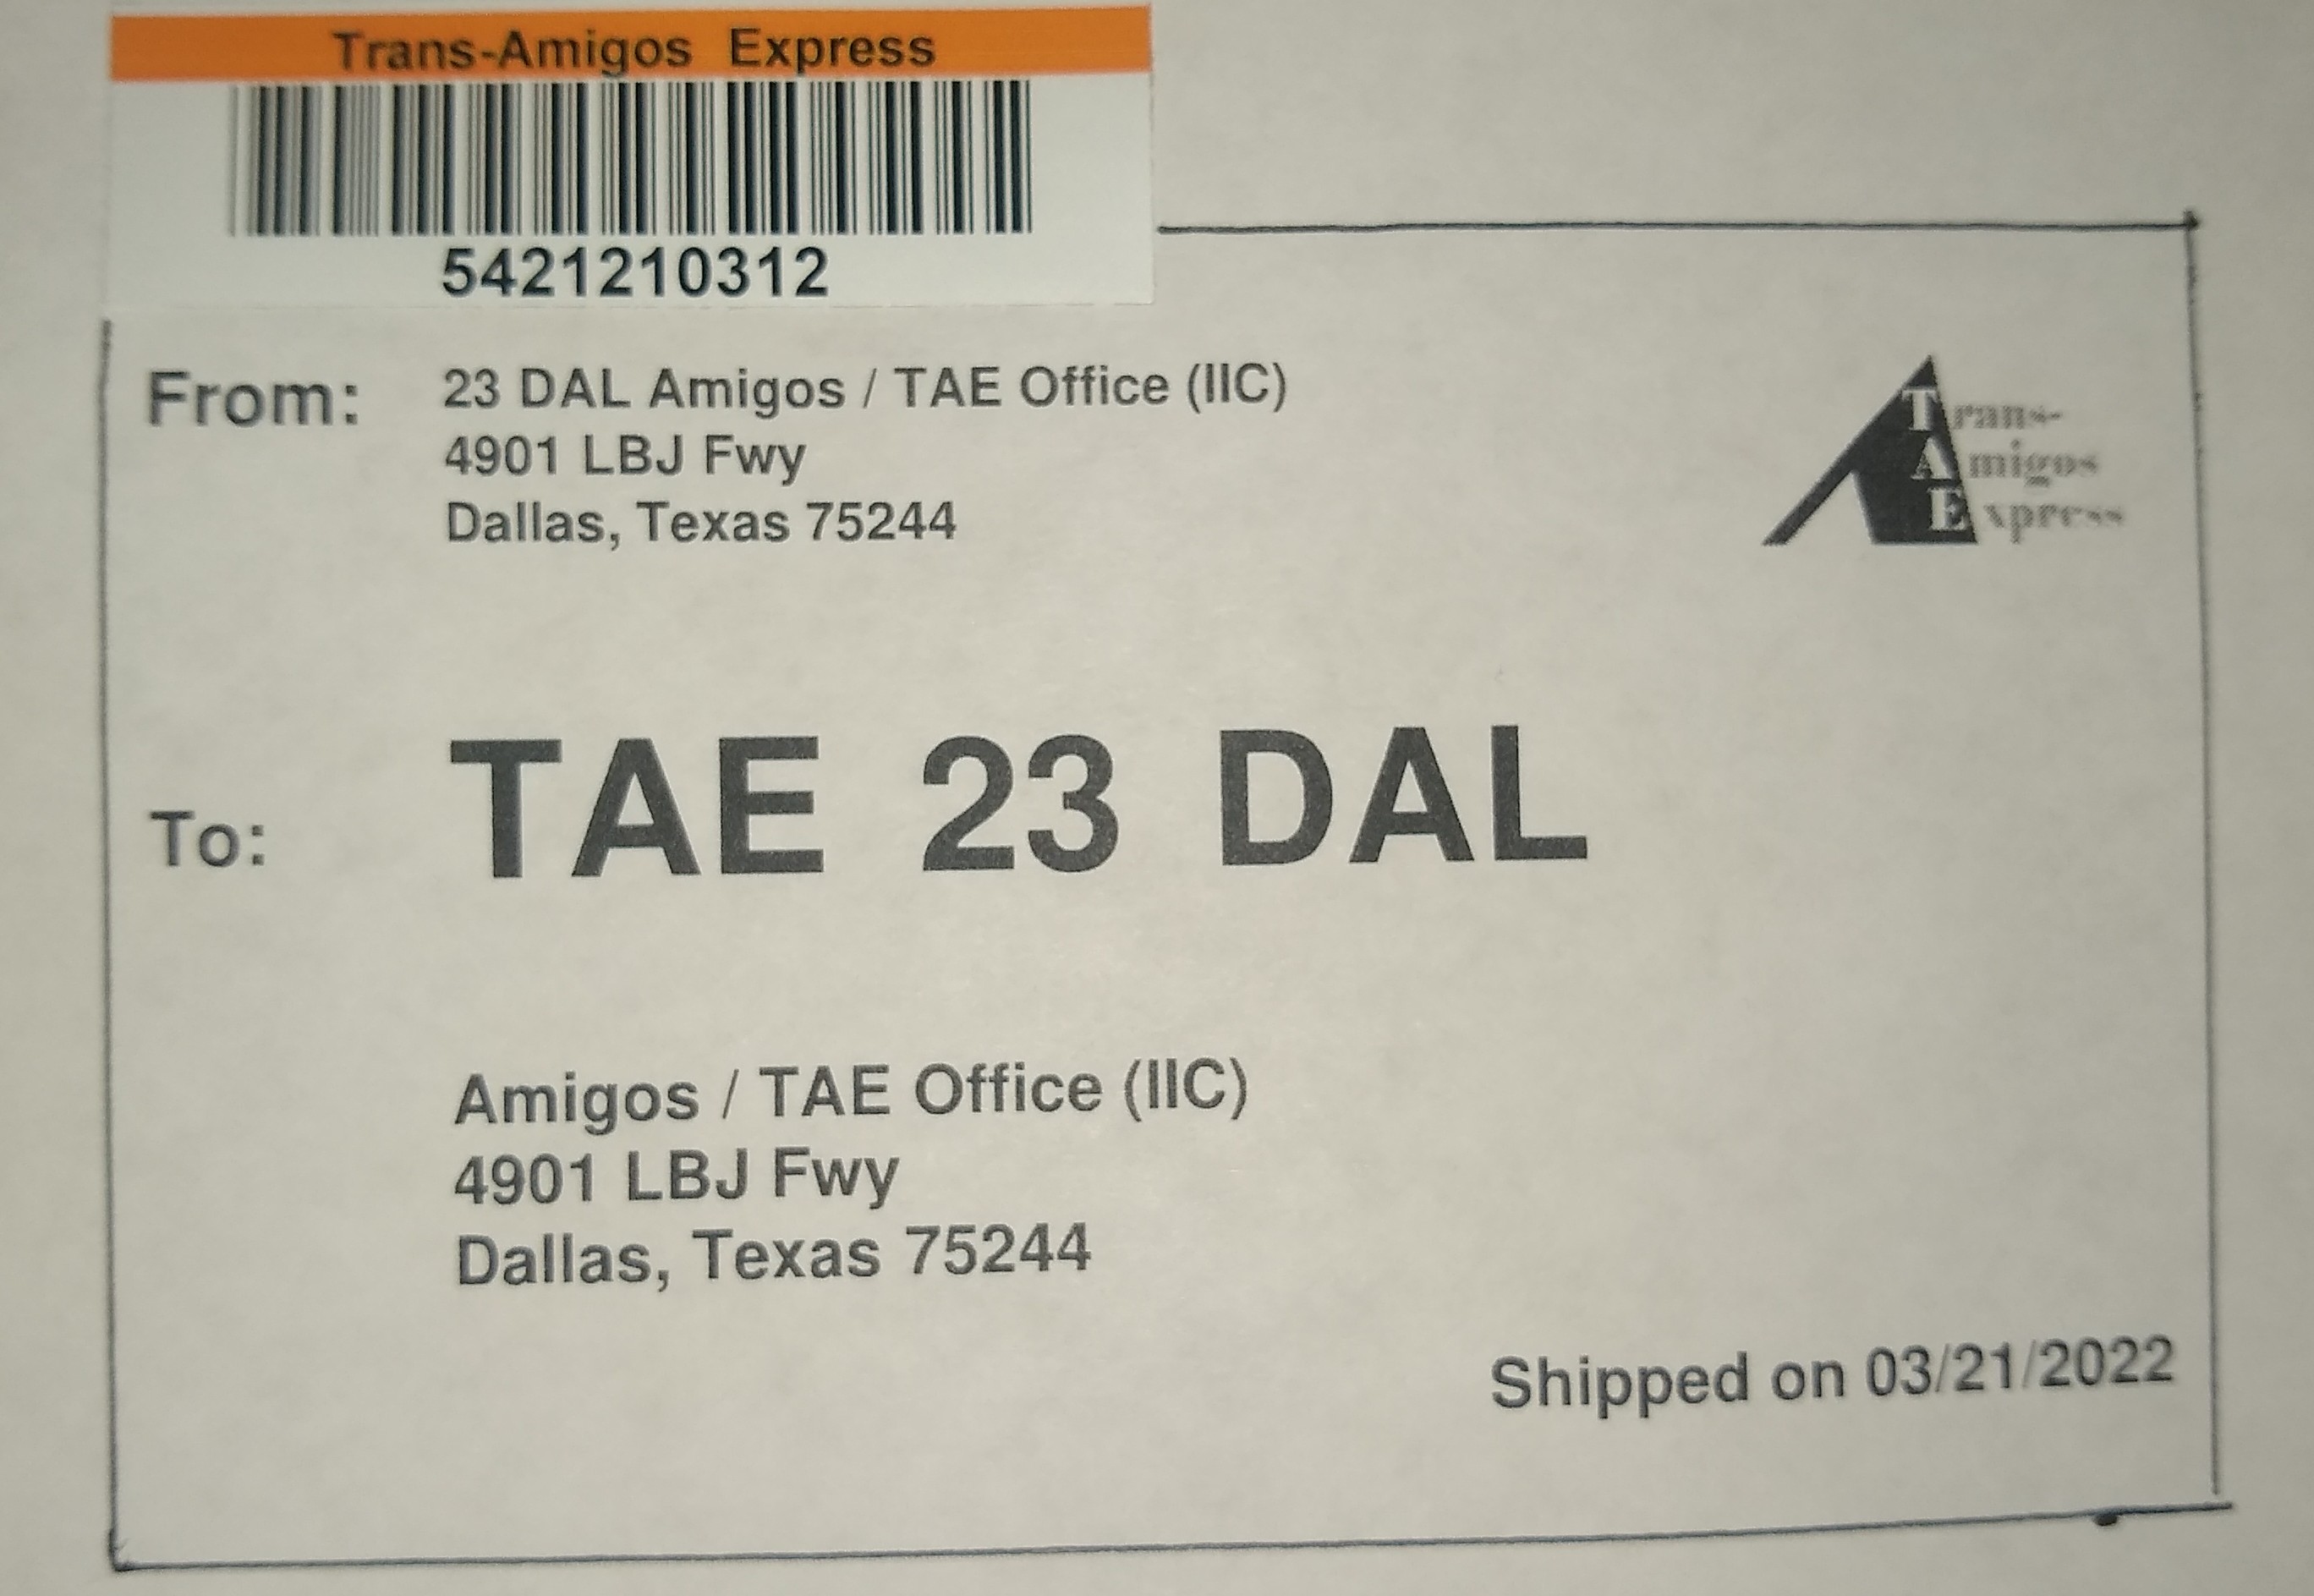 Trans-Amigos Express
5421210312
From:
23 DAL Amigos / TAE Office (IIC)
4901 LBJ Fwy
Dallas, Texas 75244
Trans-
Amigos
Express
To:
TAE 23 DAL
Amigos / TAE Office (IIC)
4901 LBJ Fwy
Dallas, Texas 75244
Shipped on 03/21/2022